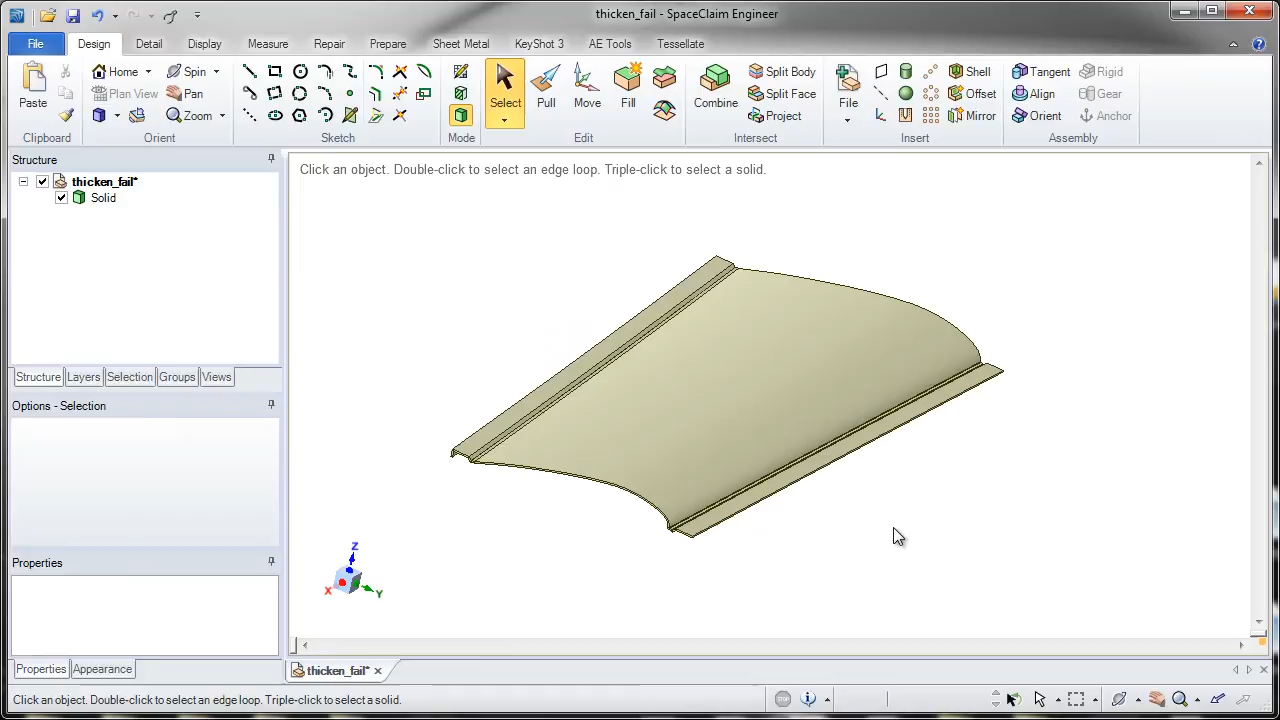 thicken_fail - SpaceClaim Engineer
File Design Detail Display Measure Repair Prepare Sheet Metal KeyShot 3 AE Tools Tessellate
Paste
Clipboard
Home Spin
Plan View Pan
Zoom
Orient
Sketch
Mode
Select Pull Move Fill
Edit
Combine
Split Body
Split Face
Project
Intersect
File
Shell
Offset
Mirror
Insert
Tangent Rigid
Align Gear
Orient Anchor
Assembly
Structure
thicken_fail*
Solid
Structure Layers Selection Groups Views
Options - Selection
Properties
Properties Appearance
Click an object. Double-click to select an edge loop. Triple-click to select a solid.
Z
X
Y
thicken_fail*
Click an object. Double-click to select an edge loop. Triple-click to select a solid.